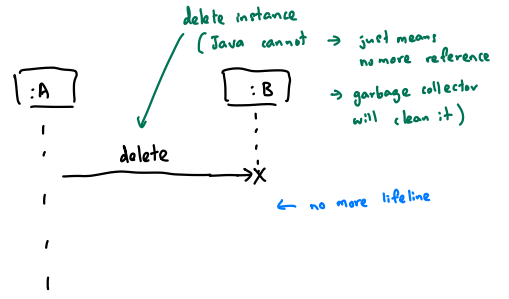 delete instance
(Java cannot → just means
no more reference
→ garbage collector
will clean it)
:A
:B
delete
X
← no more lifeline